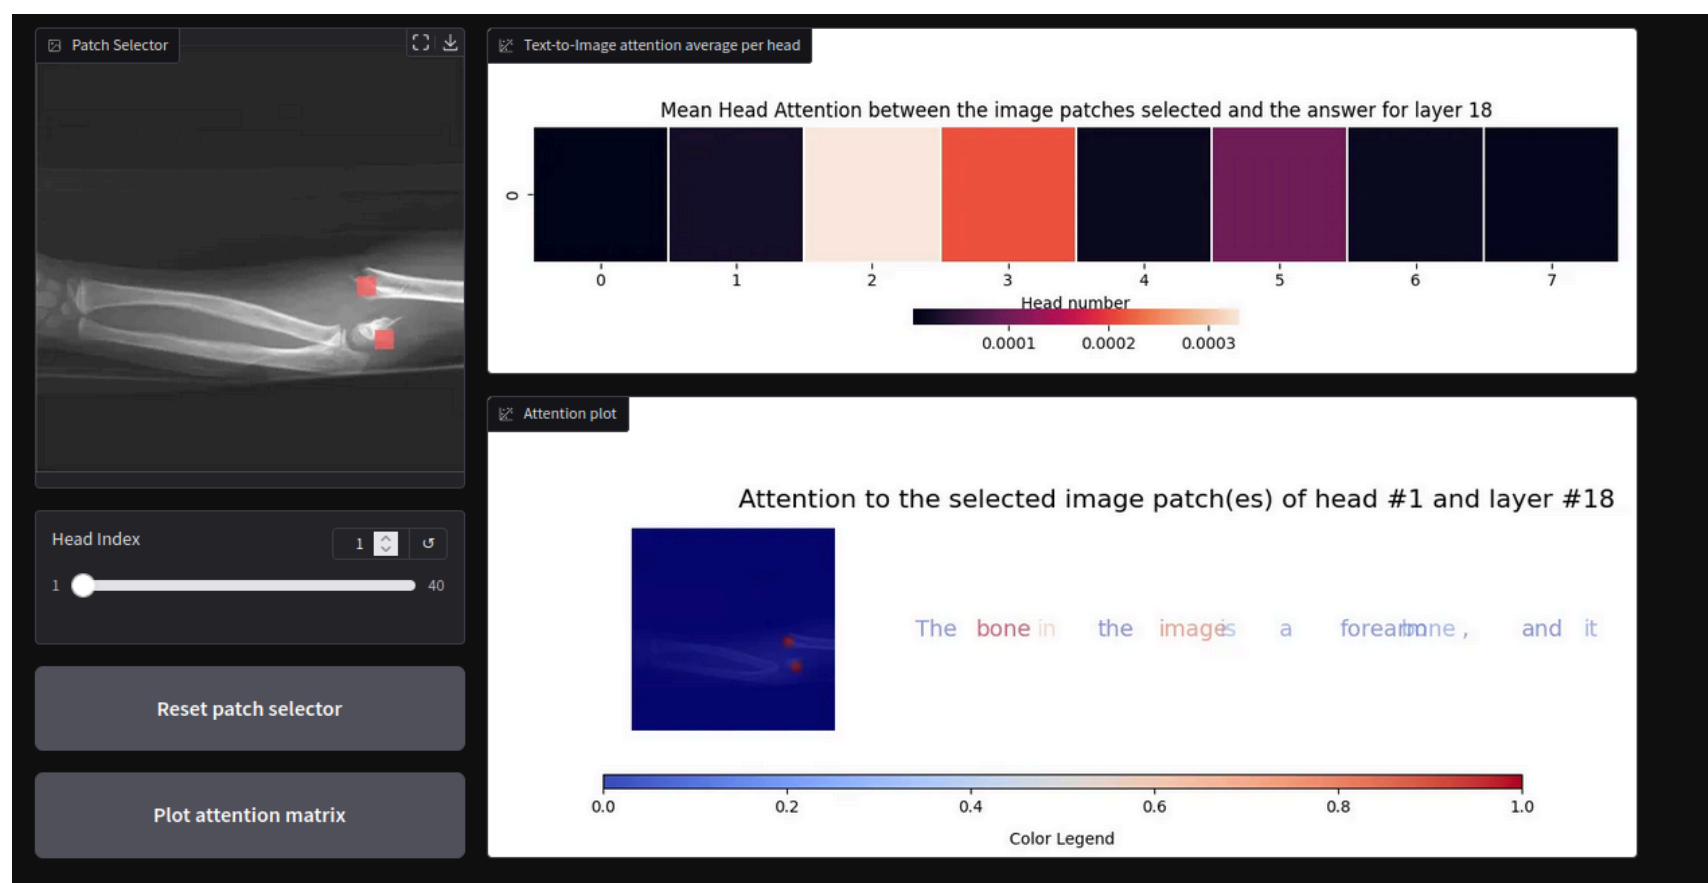 Patch Selector
Text-to-Image attention average per head
Mean Head Attention between the image patches selected and the answer for layer 18
0
0 1 2 3 4 5 6 7
Head number
0.0001 0.0002 0.0003
Head Index
1
1 40
Reset patch selector
Plot attention matrix
Attention plot
Attention to the selected image patch(es) of head #1 and layer #18
The bone in the image is a forearm bone , and it
0.0 0.2 0.4 0.6 0.8 1.0
Color Legend